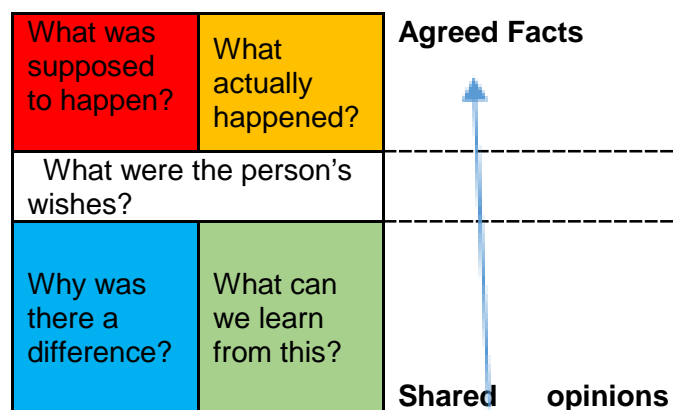 What was
supposed
to happen?
What
actually
happened?
Agreed Facts
What were the person's
wishes?
Why was
there a
difference?
What can
we learn
from this?
Shared opinions